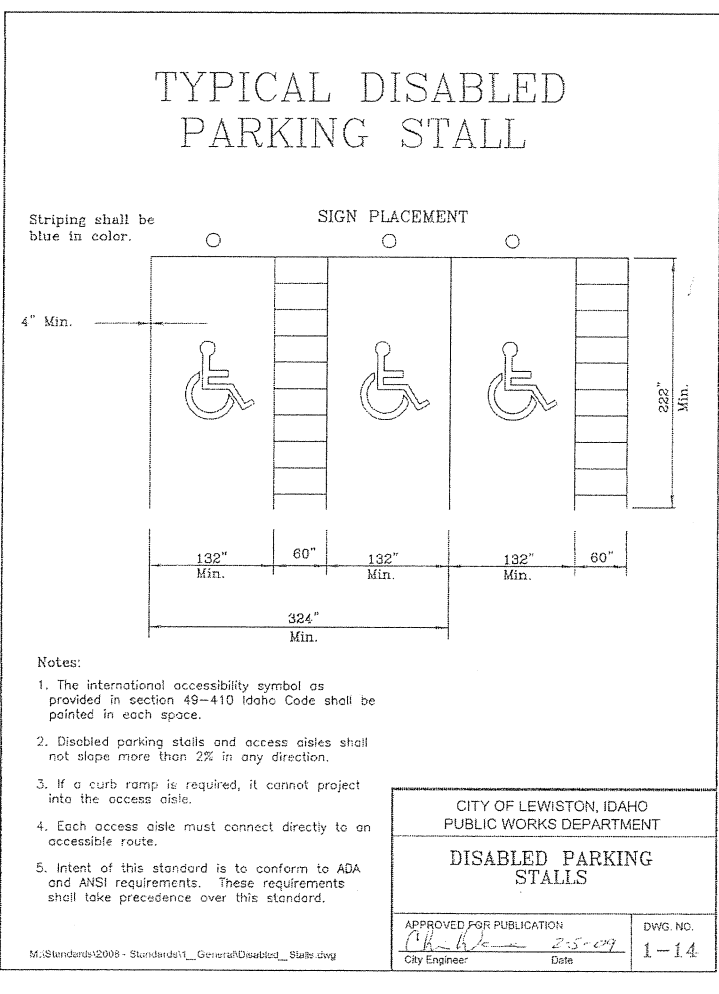 TYPICAL DISABLED
PARKING STALL
Striping shall be
blue in color.
SIGN PLACEMENT
4" Min.
222"
Min.
132"
Min.
60"
132"
Min.
132"
Min.
60"
324"
Min.
Notes:
1. The international accessibility symbol as
provided in section 49-410 Idaho Code shall be
painted in each space.
2. Disabled parking stalls and access aisles shall
not slope more than 2% in any direction.
3. If a curb ramp is required, it cannot project
into the access aisle.
4. Each access aisle must connect directly to an
accessible route.
5. Intent of this standard is to conform to ADA
and ANSI requirements. These requirements
shall take precedence over this standard.
M:\Standards\2008 - Standards\1__General\Disabled__Stalls.dwg
CITY OF LEWISTON, IDAHO
PUBLIC WORKS DEPARTMENT
DISABLED PARKING
STALLS
APPROVED FOR PUBLICATION
2-5-09
City Engineer Date
DWG. NO.
1-14